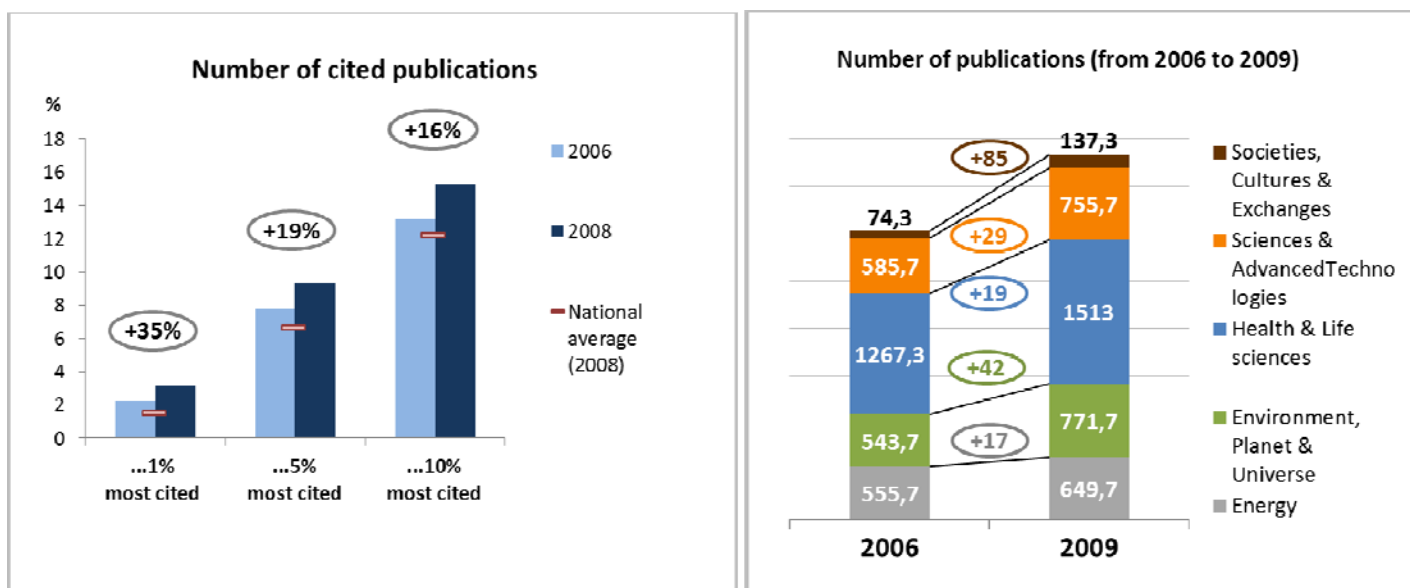 Number of cited publications
%
18
16
14
12
10
8
6
4
2
0
+35%
+19%
+16%
...1%
most cited
...5%
most cited
...10%
most cited
2006
2008
National
average
(2008)
Number of publications (from 2006 to 2009)
74,3
585,7
1267,3
543,7
555,7
+85
+29
+19
+42
+17
137,3
755,7
1513
771,7
649,7
2006
2009
Societies,
Cultures &
Exchanges
Sciences &
AdvancedTechno
logies
Health & Life
sciences
Environment,
Planet &
Universe
Energy